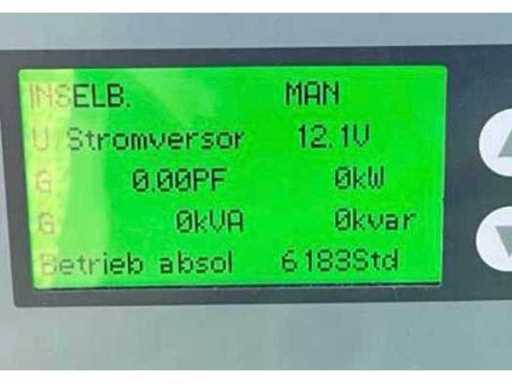 INSELB. MAN
U Stromversor 12.1V
G 0.00PF 0kW
G 0kVA 0kvar
Betrieb absol 6183Std